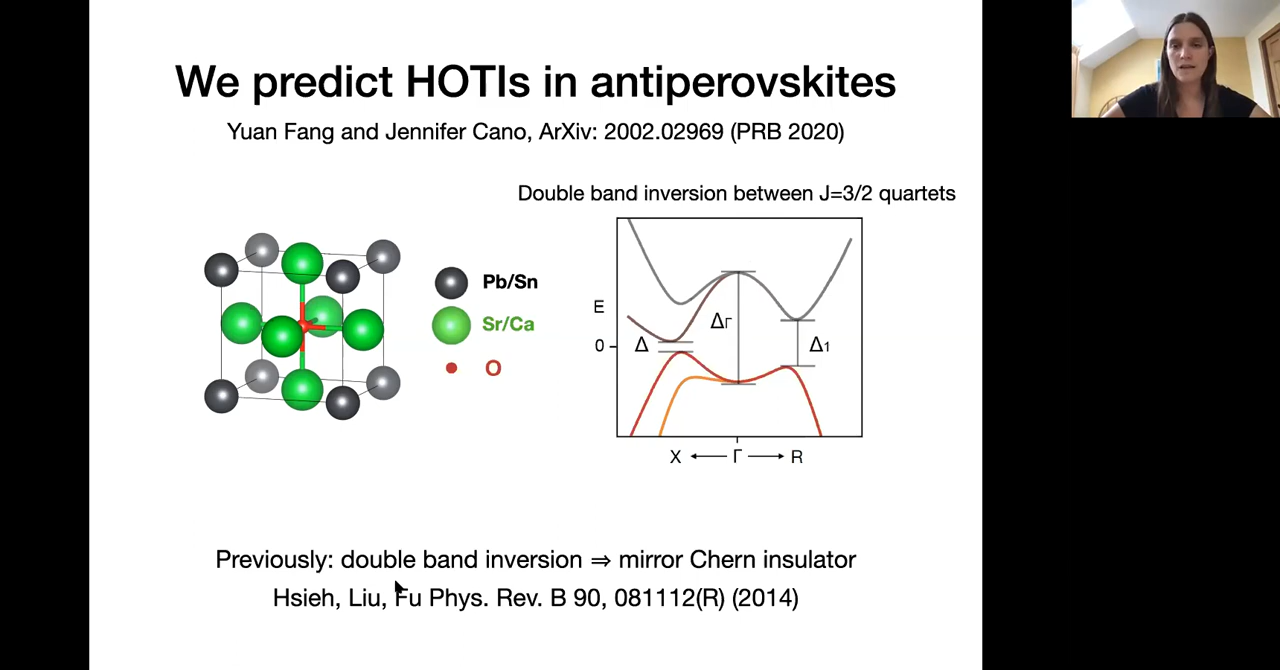 We predict HOTIs in antiperovskites
Yuan Fang and Jennifer Cano, ArXiv: 2002.02969 (PRB 2020)
Double band inversion between J=3/2 quartets
Pb/Sn
Sr/Ca
O
E
0
Δ
ΔΓ
Δ1
X ← Γ → R
Previously: double band inversion ⇒ mirror Chern insulator
Hsieh, Liu, Fu Phys. Rev. B 90, 081112(R) (2014)